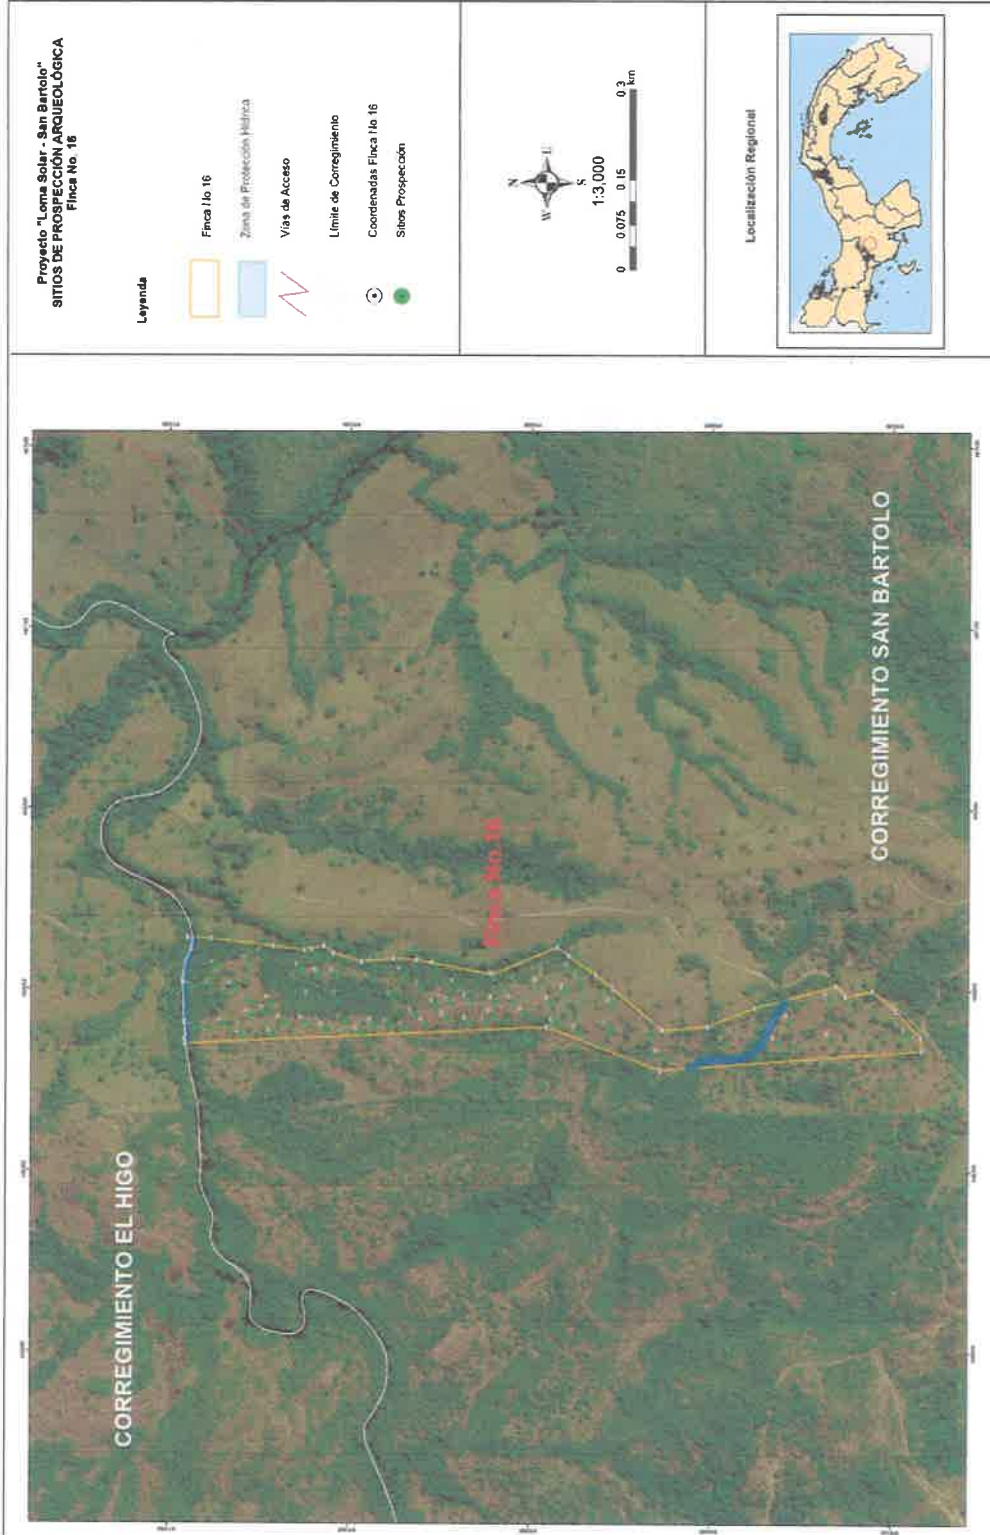 Proyecto "Loma Solar - San Bartolo"
SITIOS DE PROSPECCIÓN ARQUEOLÓGICA
Finca No. 16
Leyenda
Finca No 16
Zona de Protección Hídrica
Vías de Acceso
Límite de Corregimiento
Coordenadas Finca No 16
Sitios Prospección
N
W
E
S
1:3,000
0 0.075 0.15 0.3
km
Localización Regional
CORREGIMIENTO EL HIGO
Finca No. 16
CORREGIMIENTO SAN BARTOLO